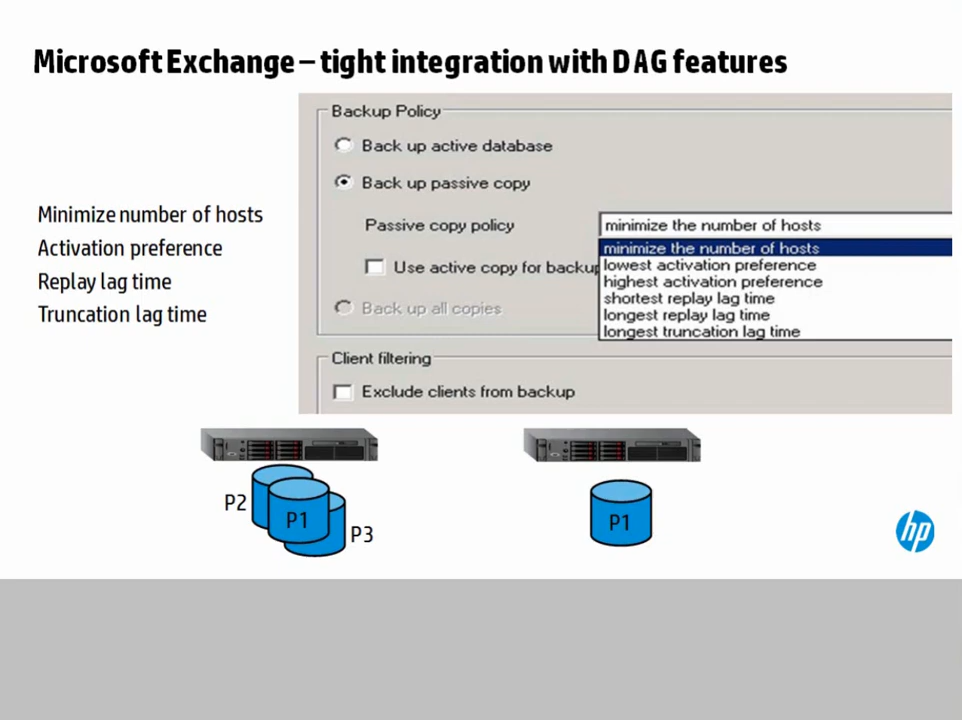 Microsoft Exchange – tight integration with DAG features
Minimize number of hosts
Activation preference
Replay lag time
Truncation lag time
Backup Policy
Back up active database
Back up passive copy
Passive copy policy
minimize the number of hosts
minimize the number of hosts
lowest activation preference
highest activation preference
shortest replay lag time
longest replay lag time
longest truncation lag time
Use active copy for backup
Back up all copies
Client filtering
Exclude clients from backup
P2
P1
P3
P1
hp